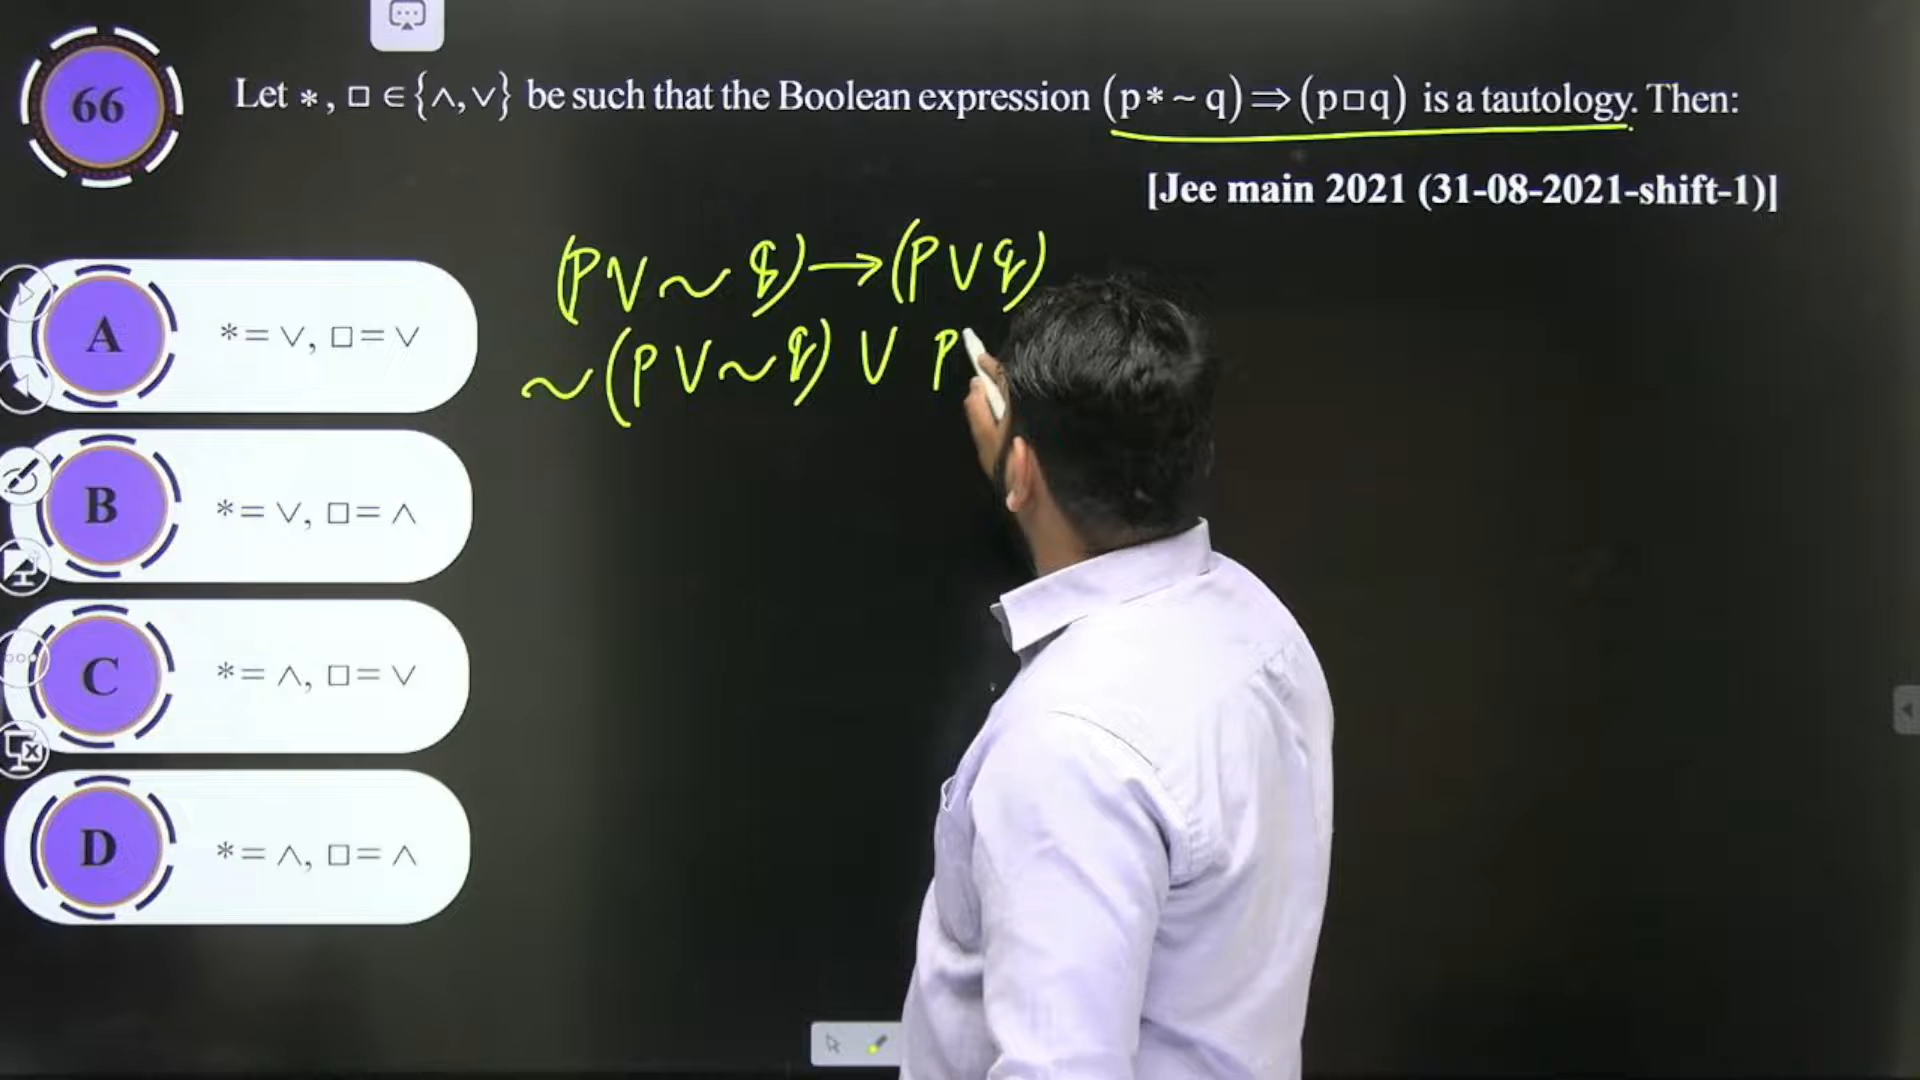 66
Let *, □ ∈ {∧, ∨} be such that the Boolean expression (p * ~ q) ⇒ (p □ q) is a tautology. Then:
[Jee main 2021 (31-08-2021-shift-1)]
(P ∨ ~ q) → (P ∨ q)
~ (P ∨ ~ q) ∨ P
A * = ∨, □ = ∨
B * = ∨, □ = ∧
C * = ∧, □ = ∨
D * = ∧, □ = ∧